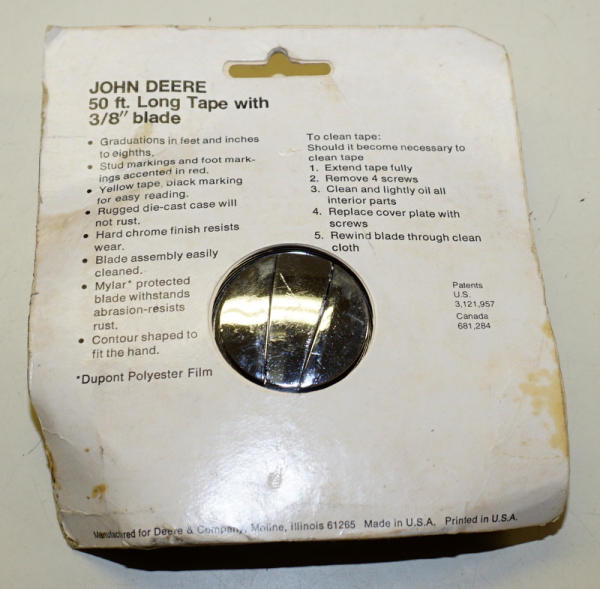 JOHN DEERE
50 ft. Long Tape with
3/8" blade
• Graduations in feet and inches
to eighths.
• Stud markings and foot mark-
ings accented in red.
• Yellow tape, black marking
for easy reading.
• Rugged die-cast case will
not rust.
• Hard chrome finish resists
wear.
• Blade assembly easily
cleaned.
• Mylar* protected
blade withstands
abrasion-resists
rust.
• Contour shaped to
fit the hand.
*Dupont Polyester Film
To clean tape:
Should it become necessary to
clean tape
1. Extend tape fully
2. Remove 4 screws
3. Clean and lightly oil all
interior parts
4. Replace cover plate with
screws
5. Rewind blade through clean
cloth
Patents
U.S.
3,121,957
Canada
681,284
Manufactured for Deere & Company, Moline, Illinois 61265 Made in U.S.A. Printed in U.S.A.